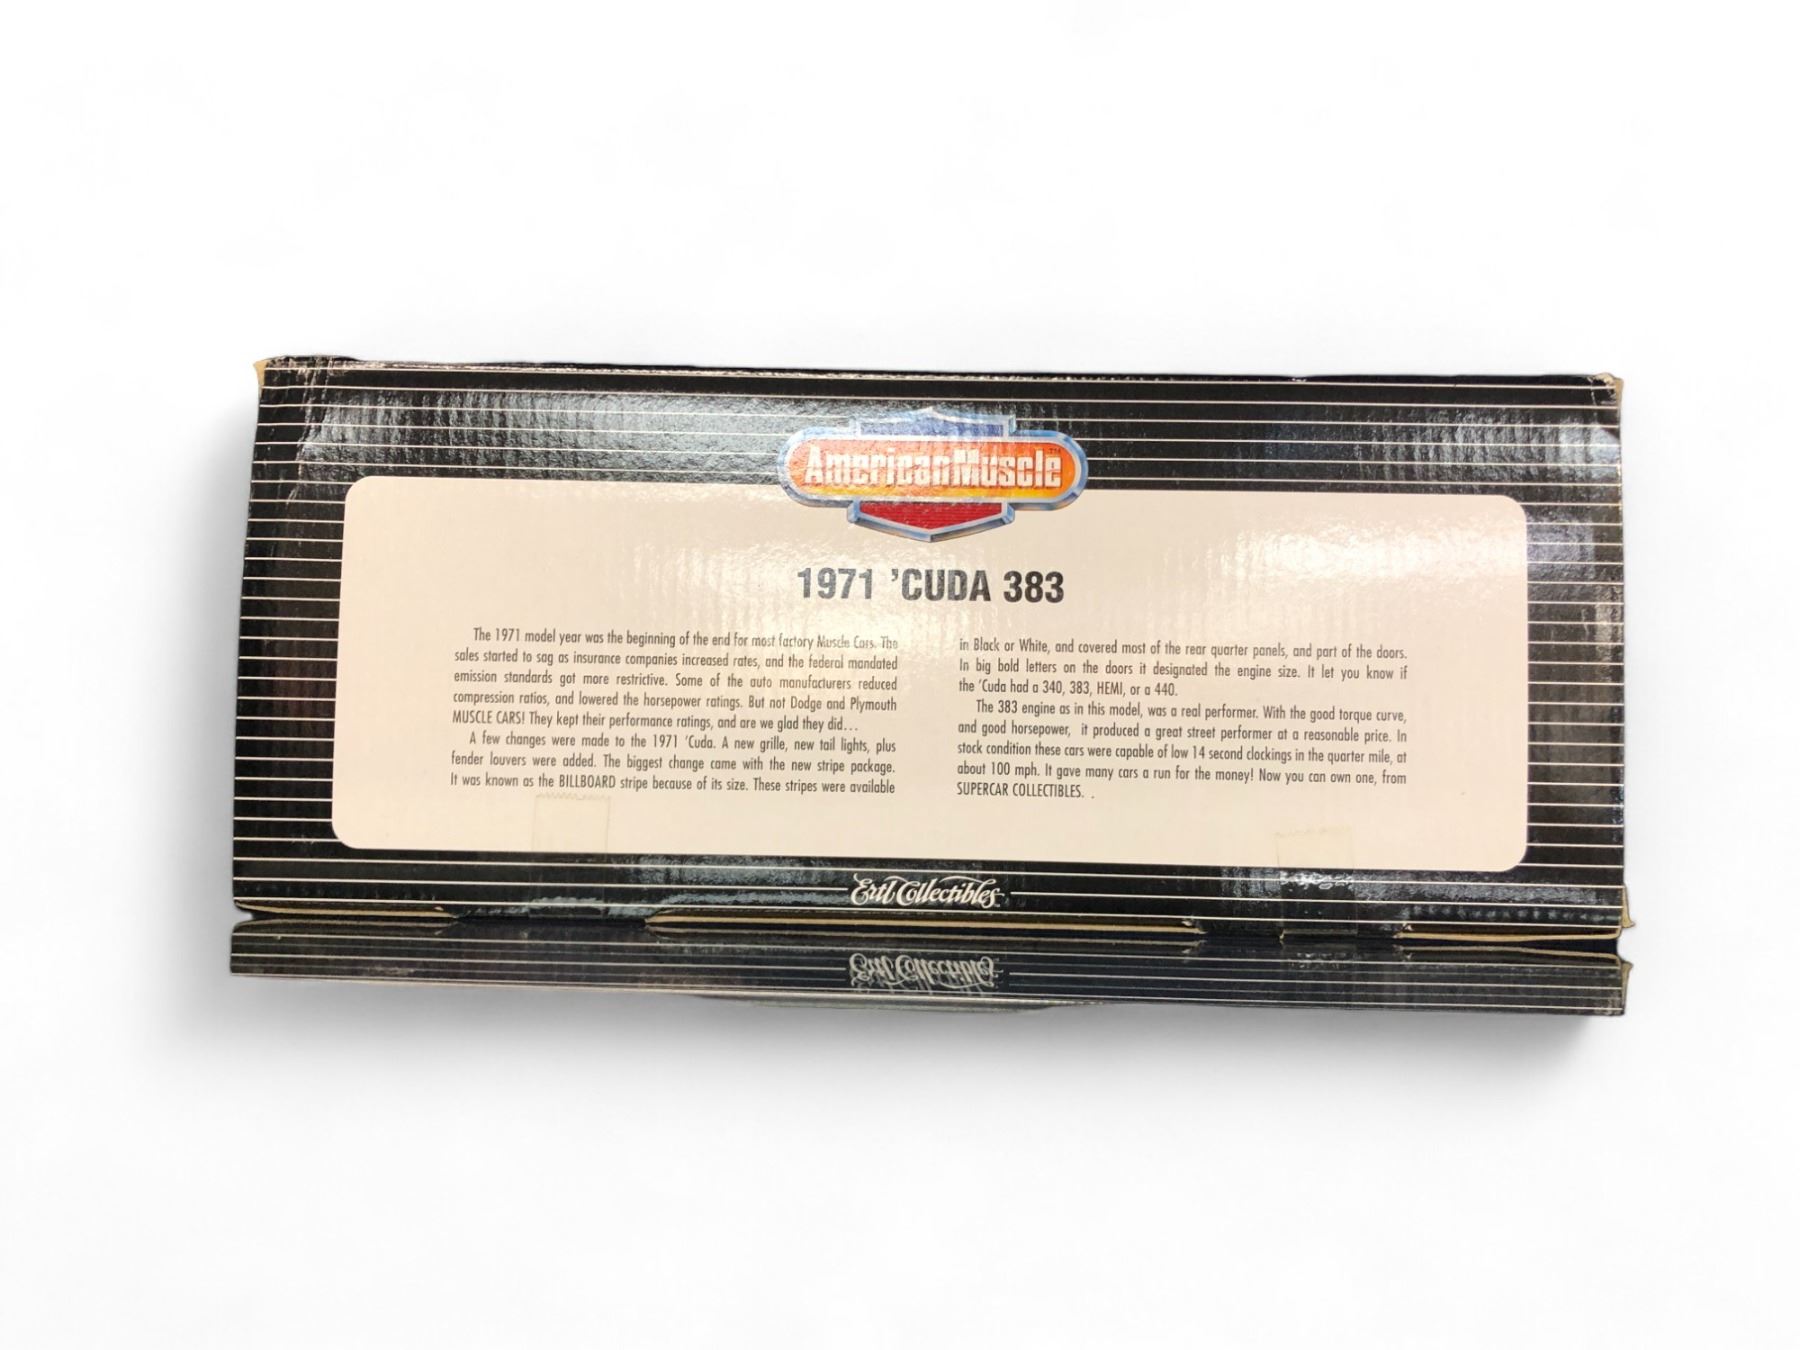 AmericanMuscle™
1971 'CUDA 383
The 1971 model year was the beginning of the end for most factory Muscle Cars. The
sales started to sag as insurance companies increased rates, and the federal mandated
emission standards got more restrictive. Some of the auto manufacturers reduced
compression ratios, and lowered the horsepower ratings. But not Dodge and Plymouth
MUSCLE CARS! They kept their performance ratings, and are we glad they did...
A few changes were made to the 1971 'Cuda. A new grille, new tail lights, plus
fender louvers were added. The biggest change came with the new stripe package.
It was known as the BILLBOARD stripe because of its size. These stripes were available
in Black or White, and covered most of the rear quarter panels, and part of the doors.
In big bold letters on the doors it designated the engine size. It let you know if
the 'Cuda had a 340, 383, HEMI, or a 440.
The 383 engine as in this model, was a real performer. With the good torque curve,
and good horsepower, it produced a great street performer at a reasonable price. In
stock condition these cars were capable of low 14 second clockings in the quarter mile, at
about 100 mph. It gave many cars a run for the money! Now you can own one, from
SUPERCAR COLLECTIBLES. .
Ertl Collectibles™